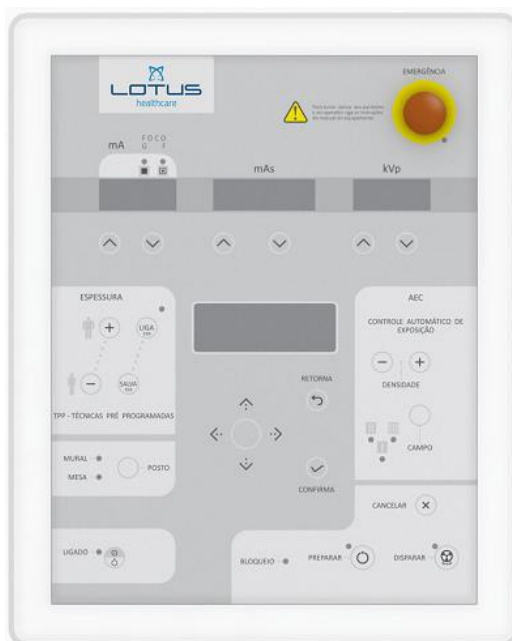 LOTUS
healthcare
EMERGÊNCIA
mA
FOCO
G F
mAs
kVp
ESPESSURA
LIGA
SALVA
TPP - TÉCNICAS PRÉ PROGRAMADAS
AEC
CONTROLE AUTOMÁTICO DE
EXPOSIÇÃO
DENSIDADE
CAMPO
RETORNA
CONFIRMA
MURAL
MESA
POSTO
CANCELAR
LIGADO
BLOQUEIO
PREPARAR
DISPARAR